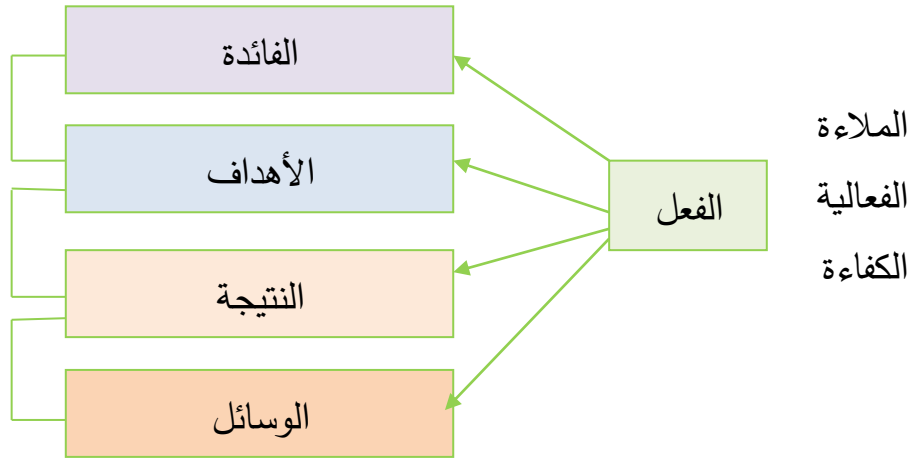 الفائدة
الملاءة
الأهداف
الفعالية
الفعل
الكفاءة
النتيجة
الوسائل